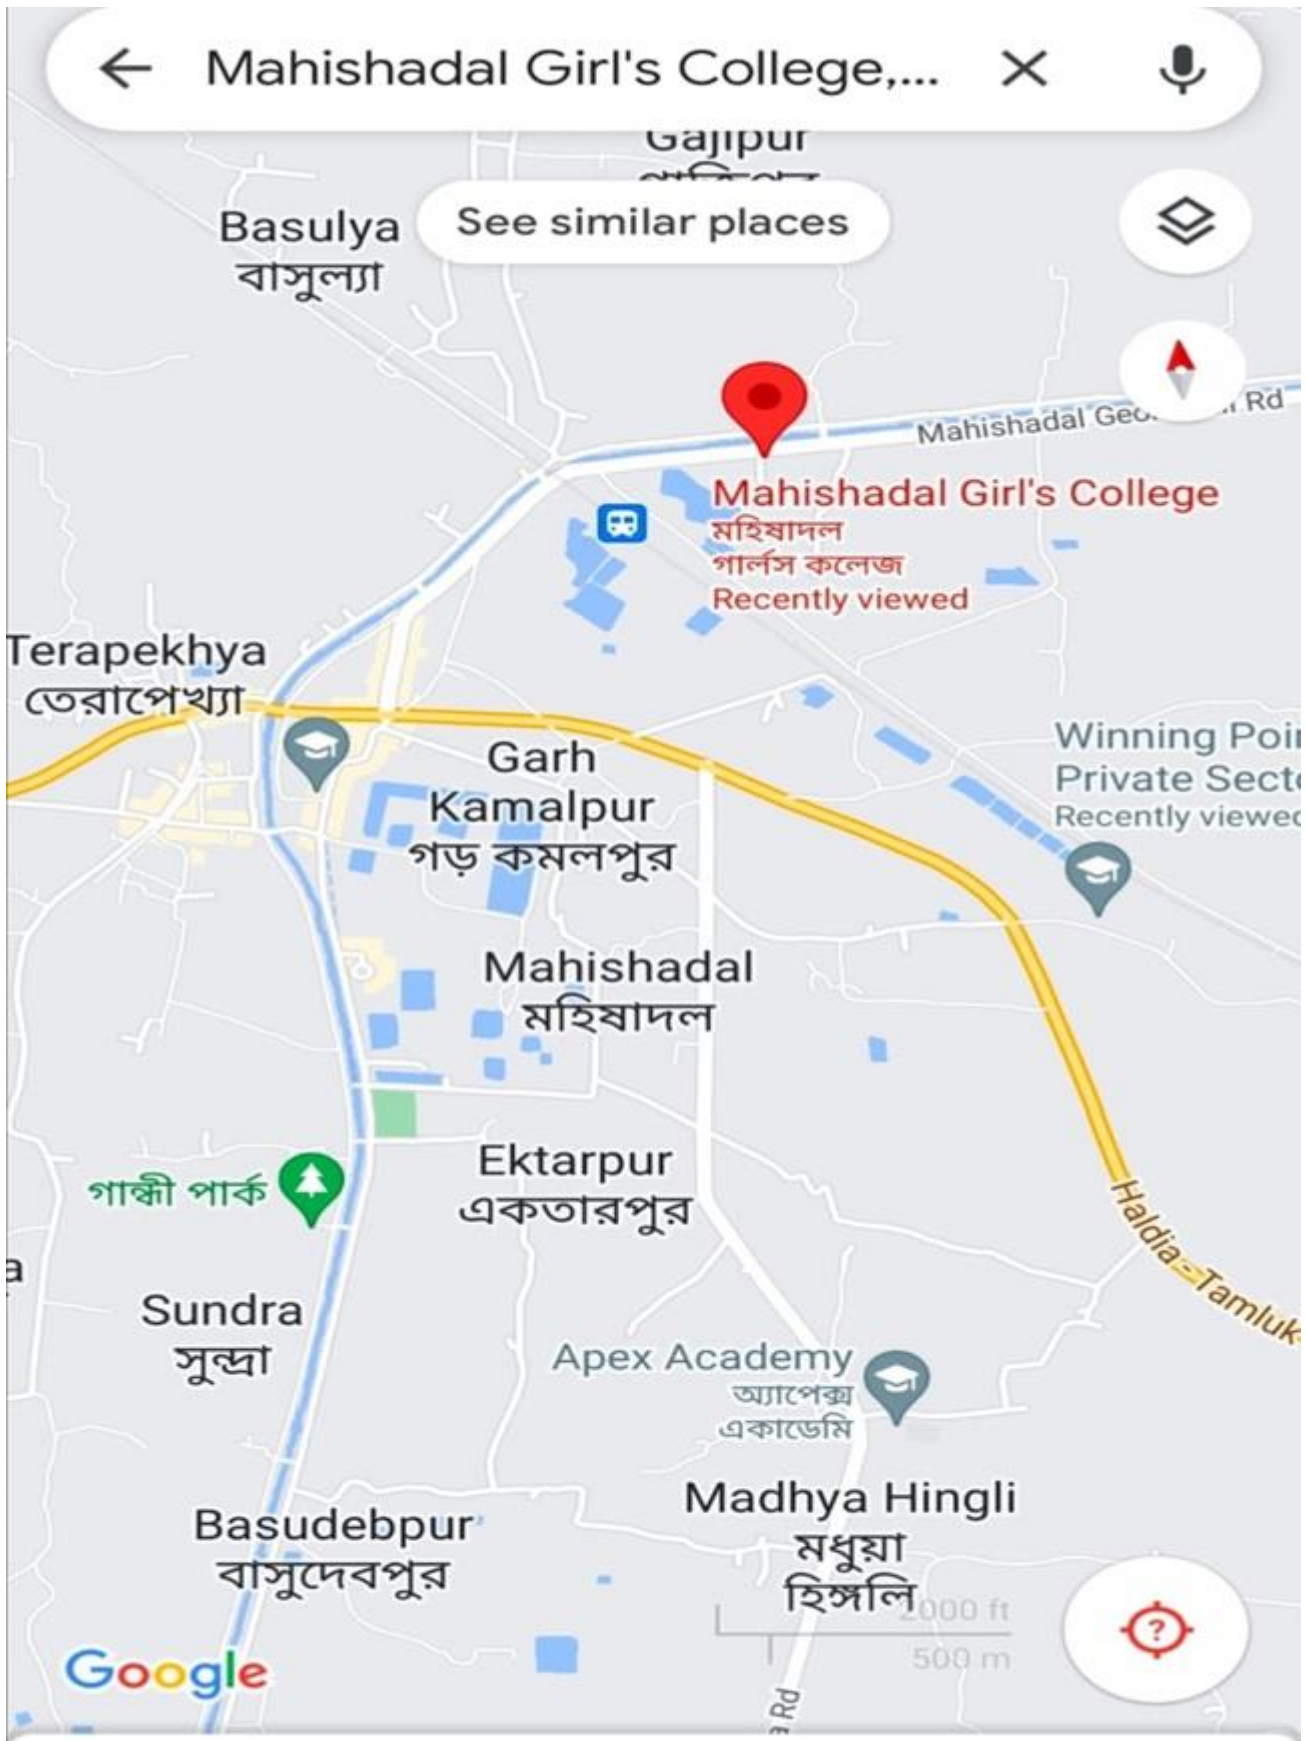 Mahishadal Girl's College,...
Gajipur
গাজিপুর
See similar places
Basulya
বাসুল্যা
Mahishadal Geo
Rd
Mahishadal Girl's College
মহিষাদল
গার্লস কলেজ
Recently viewed
Terapekhya
তেরাপেখ্যা
Winning Poi
Private Sect
Recently viewed
Garh
Kamalpur
গড় কমলপুর
Mahishadal
মহিষাদল
Ektarpur
একতারপুর
গান্ধী পার্ক
a
Haldia - Tamluk
Sundra
সুন্দ্রা
Apex Academy
অ্যাপেক্স
একাডেমি
Madhya Hingli
মধুয়া
হিঙ্গলি
Basudebpur
বাসুদেবপুর
2000 ft
500 m
?
Google
a Rd